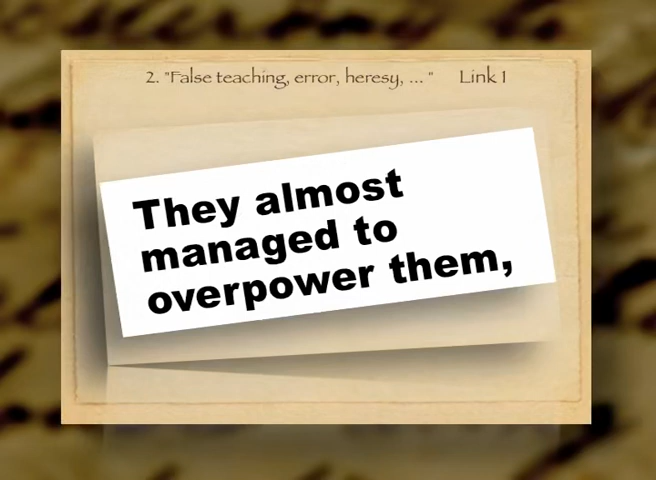 2. "False teaching, error, heresy, ... " Link 1
They almost
managed to
overpower them,